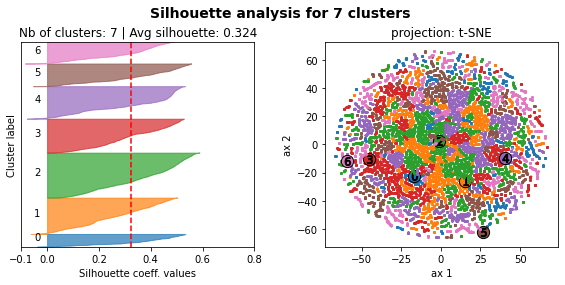 Silhouette analysis for 7 clusters
Nb of clusters: 7 | Avg silhouette: 0.324
6
5
4
3
2
1
0
Cluster label
−0.1 0.0 0.2 0.4 0.6 0.8
Silhouette coeff. values
projection: t-SNE
60
40
20
0
−20
−40
−60
ax 2
2
6 3 4
0 1
5
−50 −25 0 25 50
ax 1